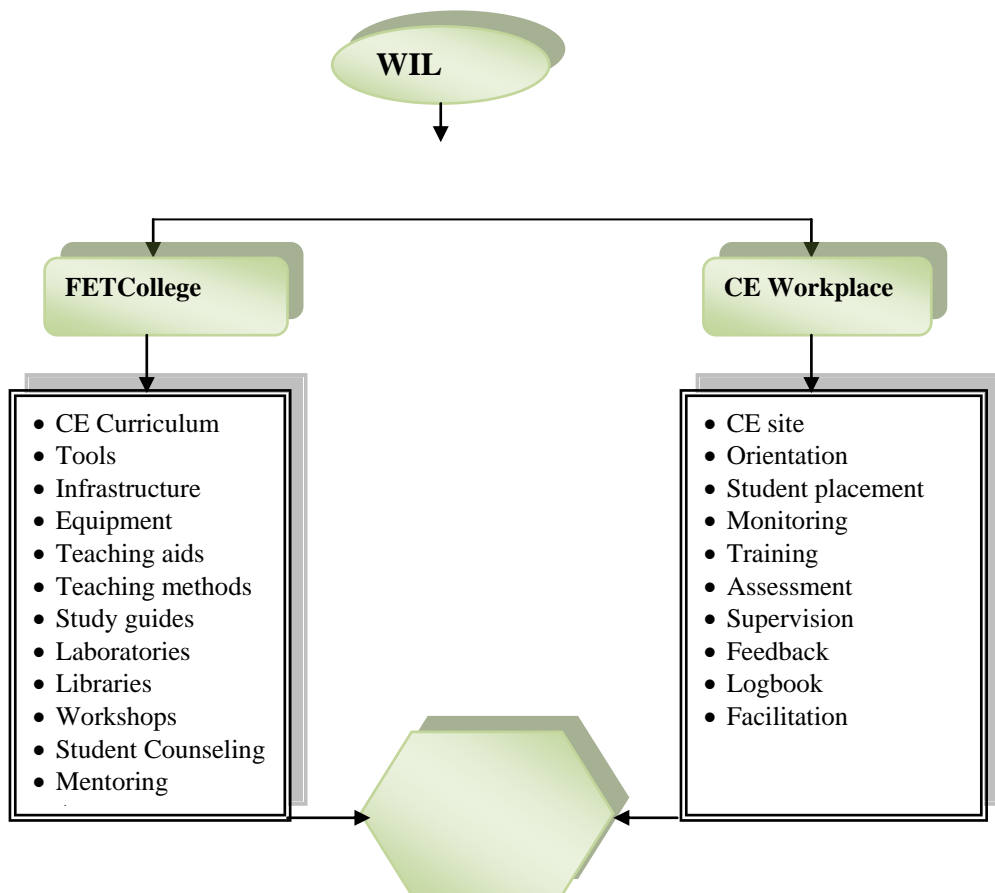 WIL
FETCollege
CE Workplace
• CE Curriculum
• Tools
• Infrastructure
• Equipment
• Teaching aids
• Teaching methods
• Study guides
• Laboratories
• Libraries
• Workshops
• Student Counseling
• Mentoring
• CE site
• Orientation
• Student placement
• Monitoring
• Training
• Assessment
• Supervision
• Feedback
• Logbook
• Facilitation